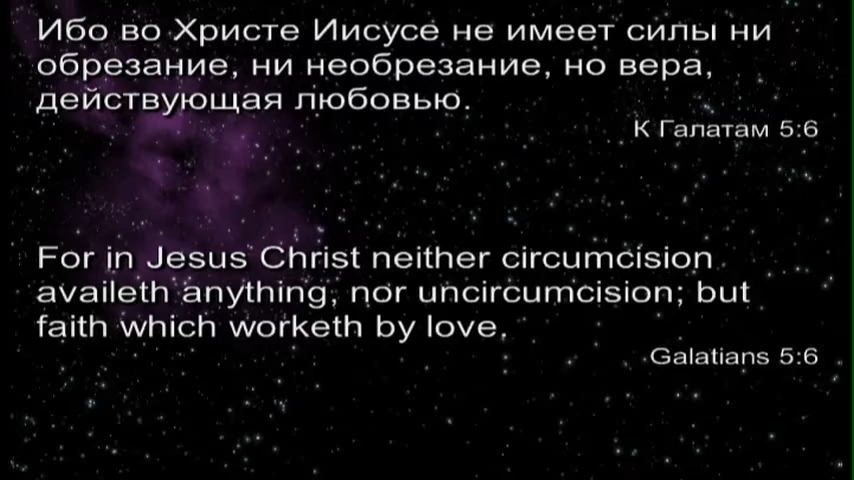 Ибо во Христе Иисусе не имеет силы ни
обрезание, ни необрезание, но вера,
действующая любовью.
К Галатам 5:6
For in Jesus Christ neither circumcision
availeth anything, nor uncircumcision; but
faith which worketh by love.
Galatians 5:6